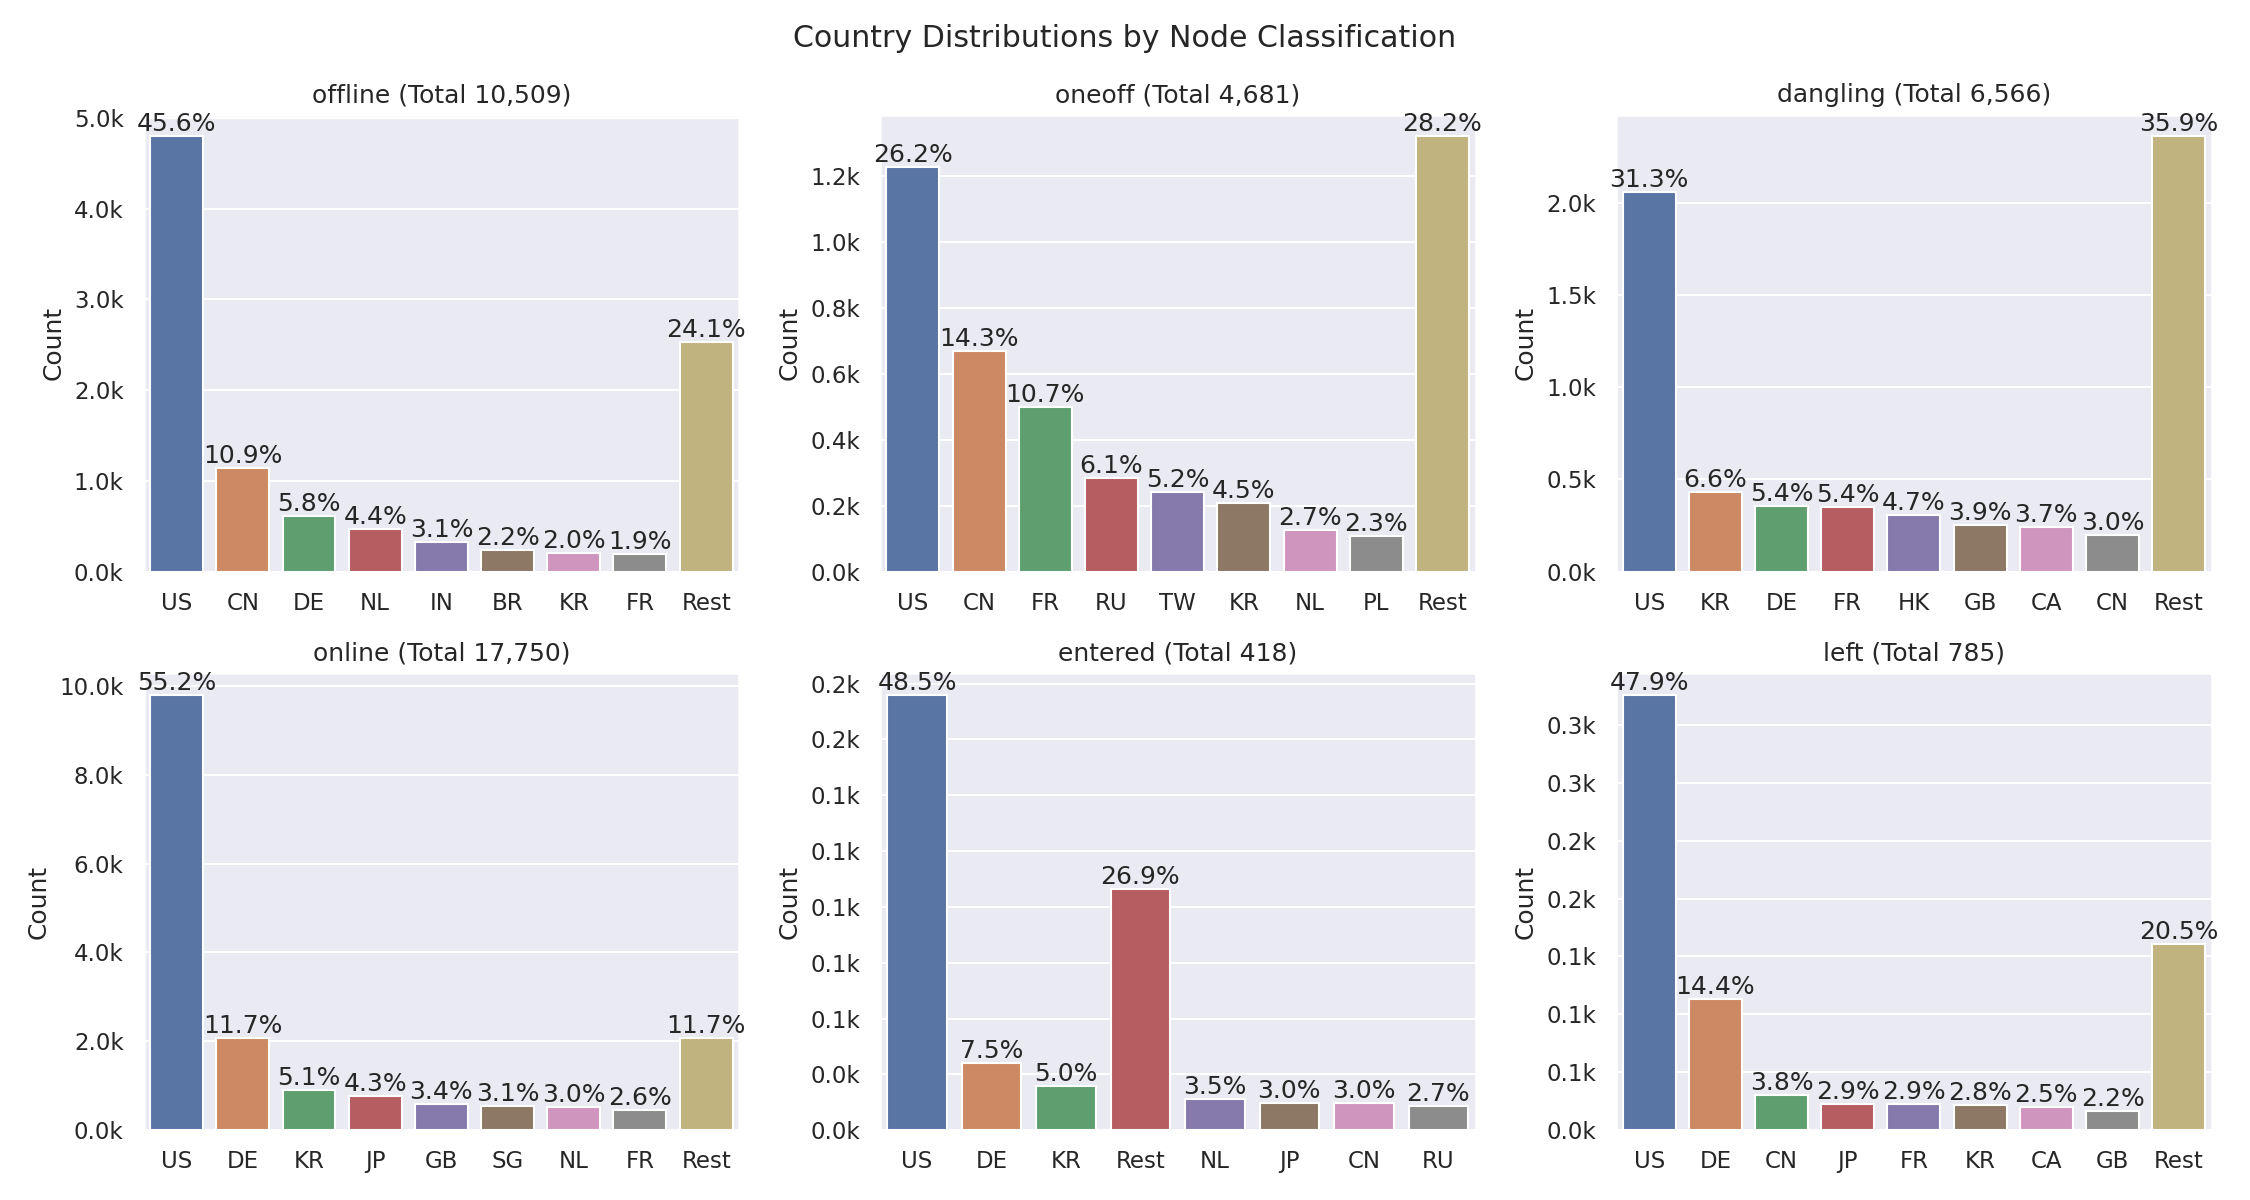 Country Distributions by Node Classification
offline (Total 10,509)
Count
5.0k
4.0k
3.0k
2.0k
1.0k
0.0k
45.6%
10.9%
5.8%
4.4%
3.1%
2.2%
2.0%
1.9%
24.1%
US CN DE NL IN BR KR FR Rest
oneoff (Total 4,681)
Count
1.2k
1.0k
0.8k
0.6k
0.4k
0.2k
0.0k
26.2%
14.3%
10.7%
6.1%
5.2%
4.5%
2.7%
2.3%
28.2%
US CN FR RU TW KR NL PL Rest
dangling (Total 6,566)
Count
2.0k
1.5k
1.0k
0.5k
0.0k
31.3%
6.6%
5.4%
5.4%
4.7%
3.9%
3.7%
3.0%
35.9%
US KR DE FR HK GB CA CN Rest
online (Total 17,750)
Count
10.0k
8.0k
6.0k
4.0k
2.0k
0.0k
55.2%
11.7%
5.1%
4.3%
3.4%
3.1%
3.0%
2.6%
11.7%
US DE KR JP GB SG NL FR Rest
entered (Total 418)
Count
0.2k
0.2k
0.1k
0.1k
0.1k
0.1k
0.1k
0.0k
0.0k
48.5%
7.5%
5.0%
26.9%
3.5%
3.0%
3.0%
2.7%
US DE KR Rest NL JP CN RU
left (Total 785)
Count
0.3k
0.3k
0.2k
0.2k
0.1k
0.1k
0.1k
0.0k
47.9%
14.4%
3.8%
2.9%
2.9%
2.8%
2.5%
2.2%
20.5%
US DE CN JP FR KR CA GB Rest